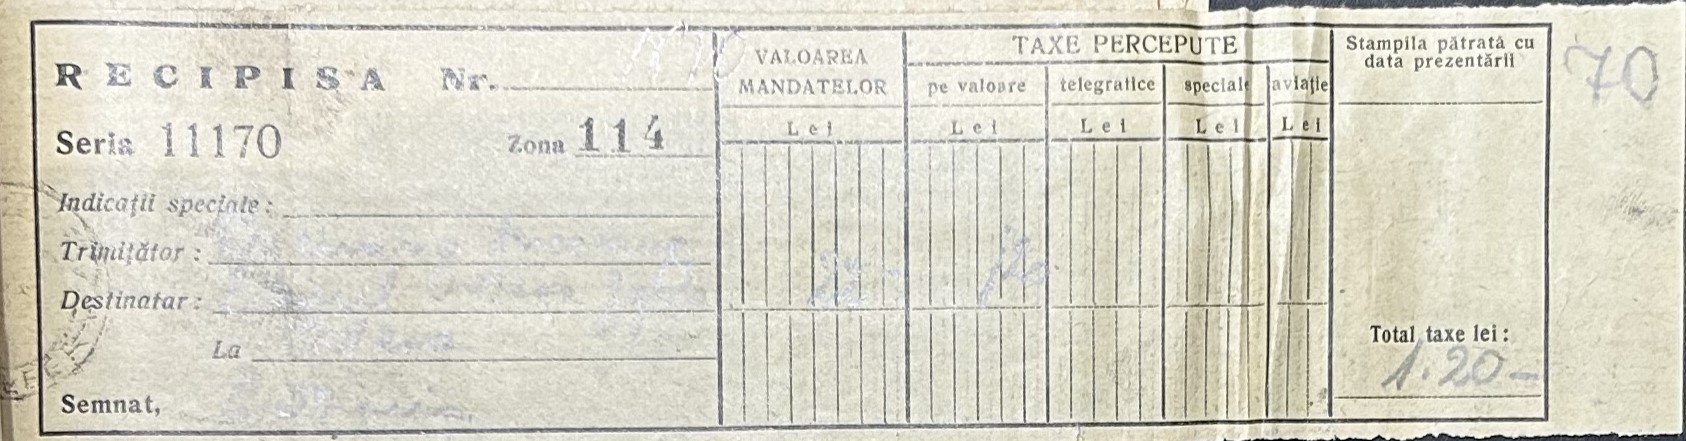 RECIPISA Nr.
Seria 11170 Zona 114
Indicații speciale:
Trimițător:
Destinatar:
La
Semnat,
VALOAREA
MANDATELOR
Lei
TAXE PERCEPUTE
pe valoare telegrafice speciale aviație
Lei Lei Lei Lei
Stampila pătrată cu
data prezentării
Total taxe lei:
1.20-
70